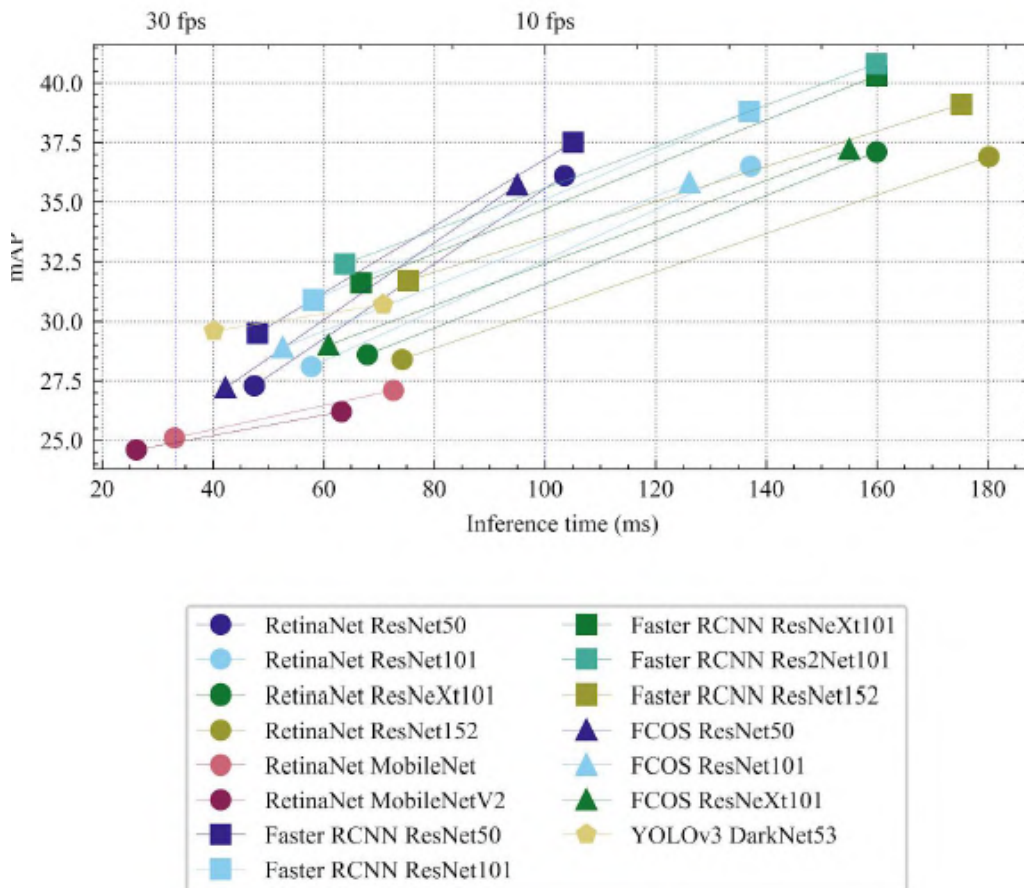 30 fps 10 fps
40.0
37.5
35.0
32.5
30.0
27.5
25.0
mAP
20 40 60 80 100 120 140 160 180
Inference time (ms)
RetinaNet ResNet50
RetinaNet ResNet101
RetinaNet ResNeXt101
RetinaNet ResNet152
RetinaNet MobileNet
RetinaNet MobileNetV2
Faster RCNN ResNet50
Faster RCNN ResNet101
Faster RCNN ResNeXt101
Faster RCNN Res2Net101
Faster RCNN ResNet152
FCOS ResNet50
FCOS ResNet101
FCOS ResNeXt101
YOLOv3 DarkNet53